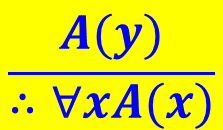 A(y)
∴ ∀xA(x)